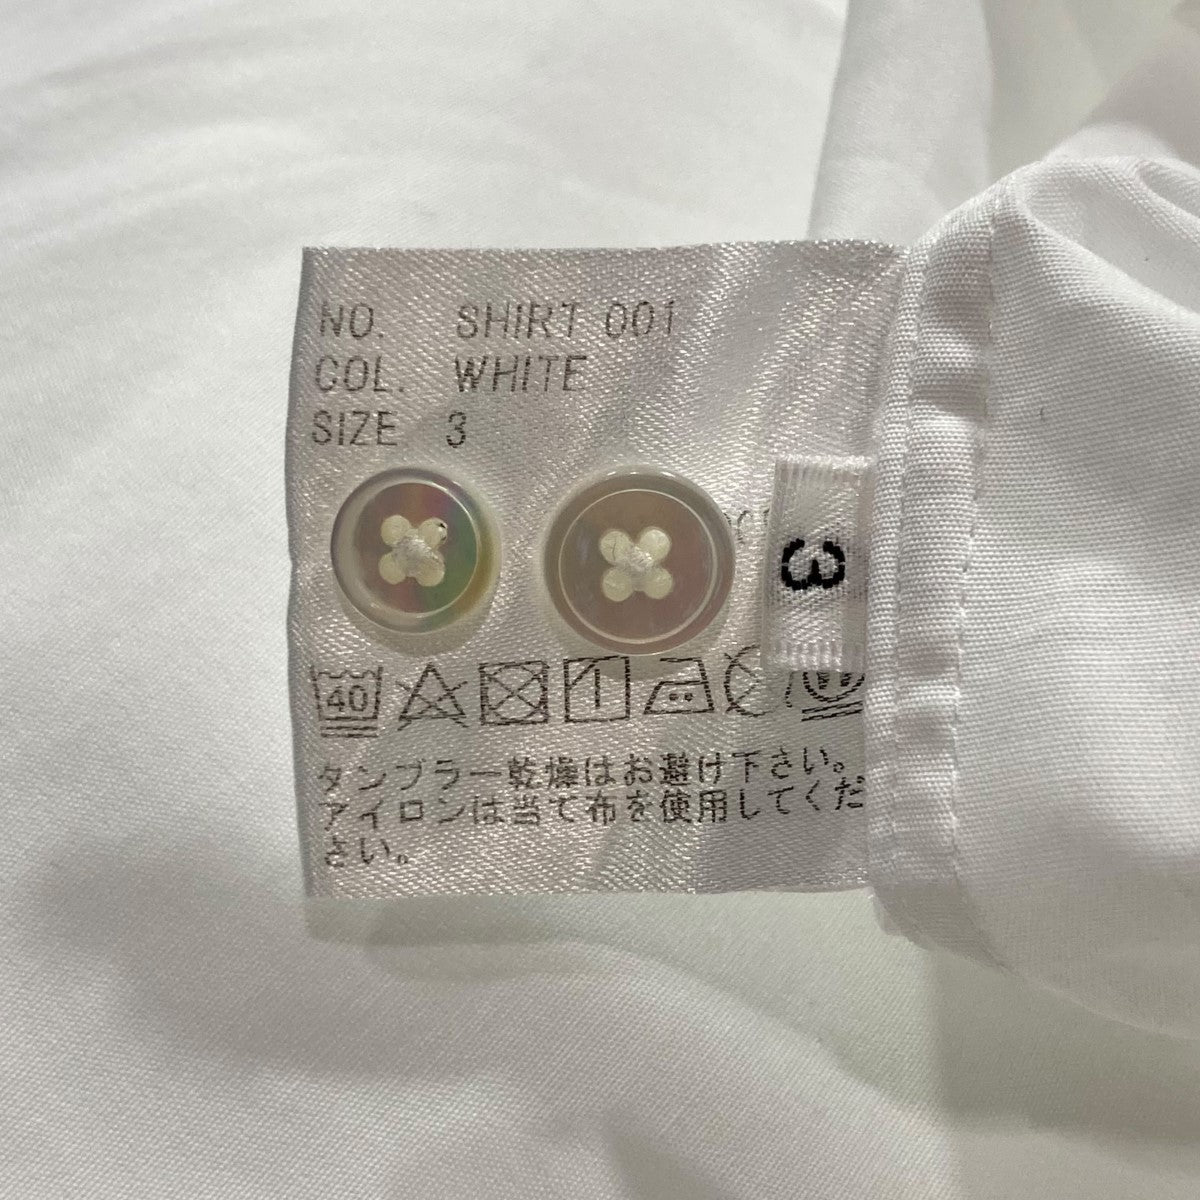 NO. SHIRT 001
COL. WHITE
SIZE 3
3
40
タンブラー乾燥はお避け下さい。
アイロンは当て布を使用してくだ
さい。